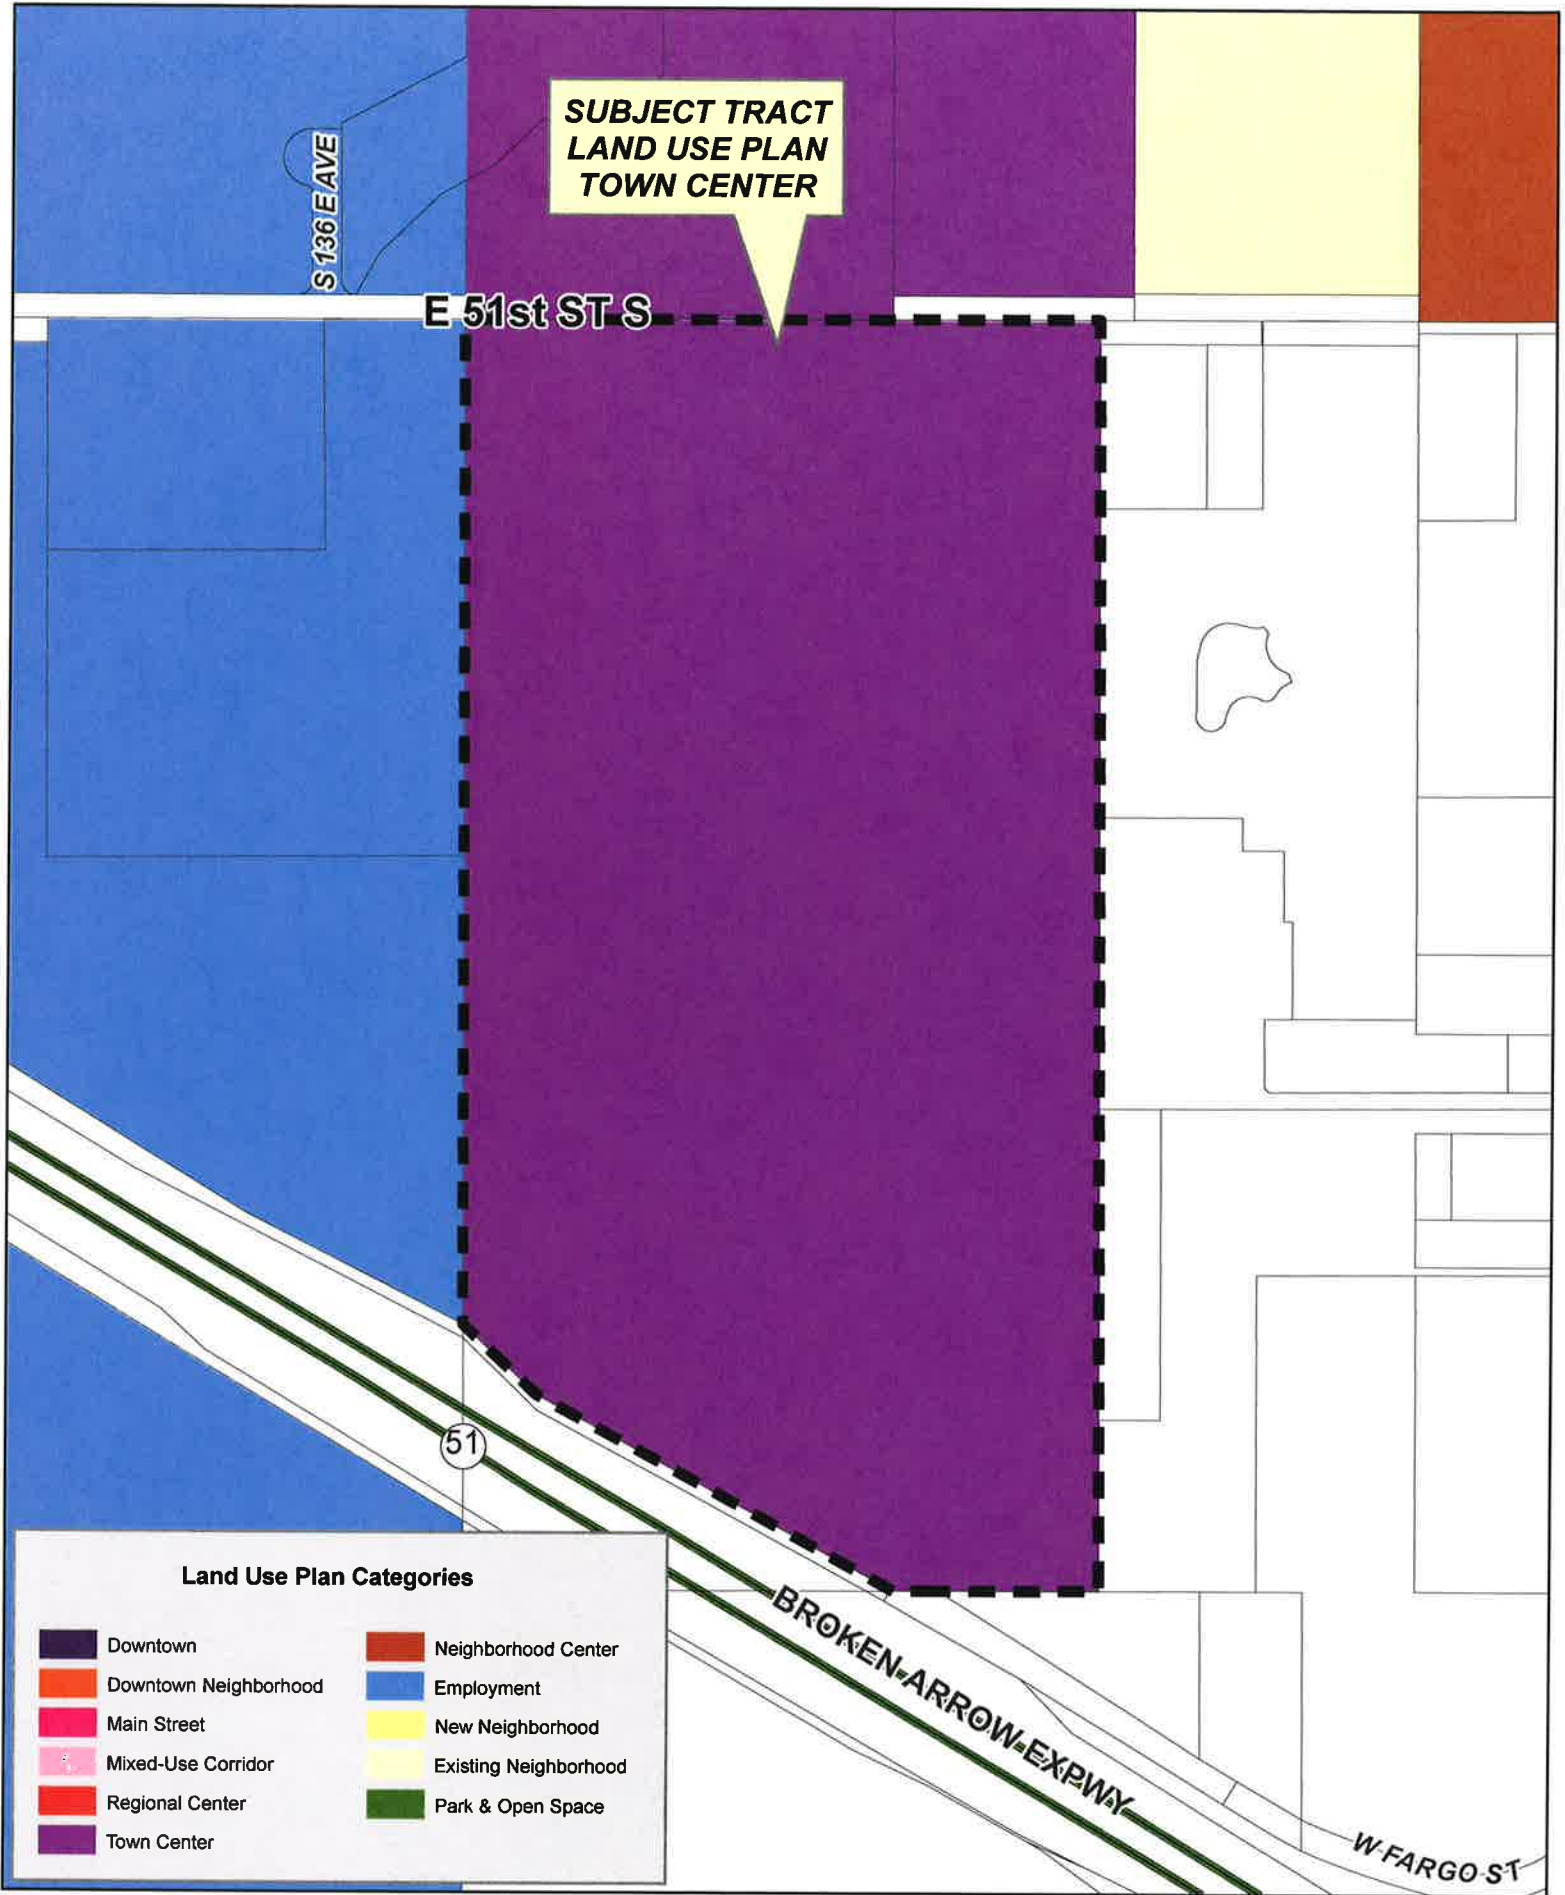 SUBJECT TRACT
LAND USE PLAN
TOWN CENTER
S 136 E AVE
E 51st ST S
51
BROKEN ARROW EXPWY
W FARGO ST
Land Use Plan Categories
Downtown
Downtown Neighborhood
Main Street
Mixed-Use Corridor
Regional Center
Town Center
Neighborhood Center
Employment
New Neighborhood
Existing Neighborhood
Park & Open Space